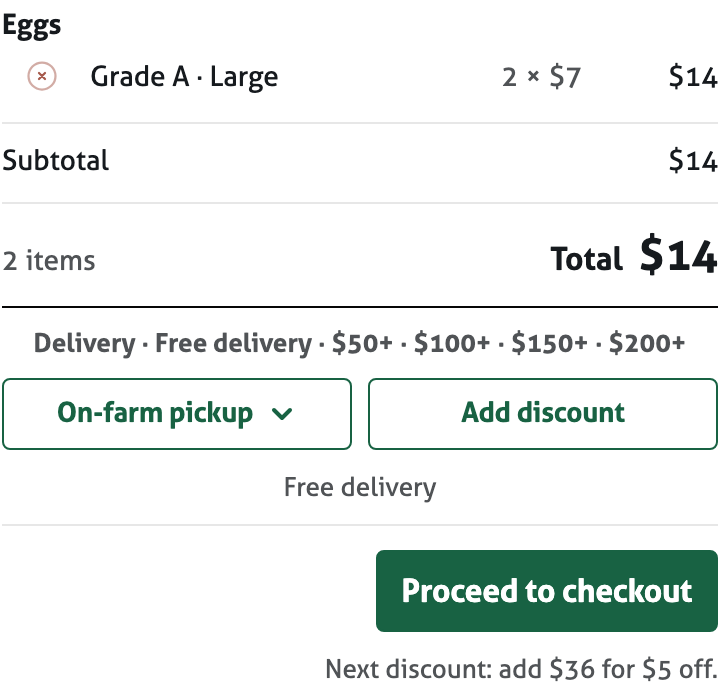 Eggs
Grade A · Large 2 × $7 $14
Subtotal $14
2 items Total $14
Delivery · Free delivery · $50+ · $100+ · $150+ · $200+
On-farm pickup Add discount
Free delivery
Proceed to checkout
Next discount: add $36 for $5 off.